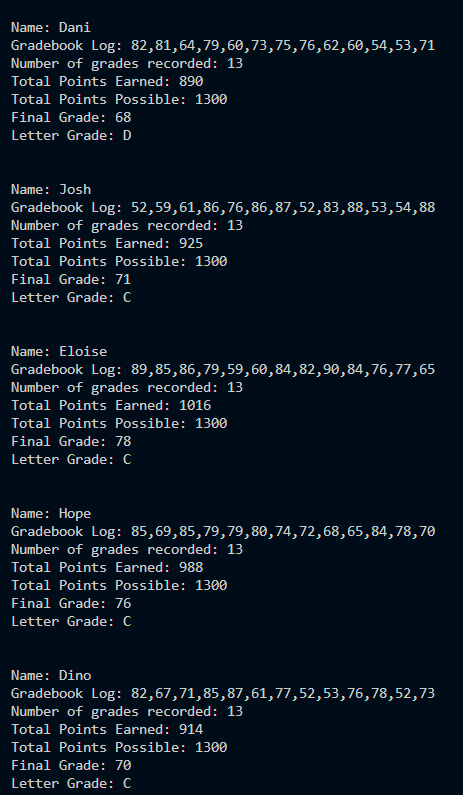 Name: Dani
Gradebook Log: 82,81,64,79,60,73,75,76,62,60,54,53,71
Number of grades recorded: 13
Total Points Earned: 890
Total Points Possible: 1300
Final Grade: 68
Letter Grade: D
Name: Josh
Gradebook Log: 52,59,61,86,76,86,87,52,83,88,53,54,88
Number of grades recorded: 13
Total Points Earned: 925
Total Points Possible: 1300
Final Grade: 71
Letter Grade: C
Name: Eloise
Gradebook Log: 89,85,86,79,59,60,84,82,90,84,76,77,65
Number of grades recorded: 13
Total Points Earned: 1016
Total Points Possible: 1300
Final Grade: 78
Letter Grade: C
Name: Hope
Gradebook Log: 85,69,85,79,79,80,74,72,68,65,84,78,70
Number of grades recorded: 13
Total Points Earned: 988
Total Points Possible: 1300
Final Grade: 76
Letter Grade: C
Name: Dino
Gradebook Log: 82,67,71,85,87,61,77,52,53,76,78,52,73
Number of grades recorded: 13
Total Points Earned: 914
Total Points Possible: 1300
Final Grade: 70
Letter Grade: C